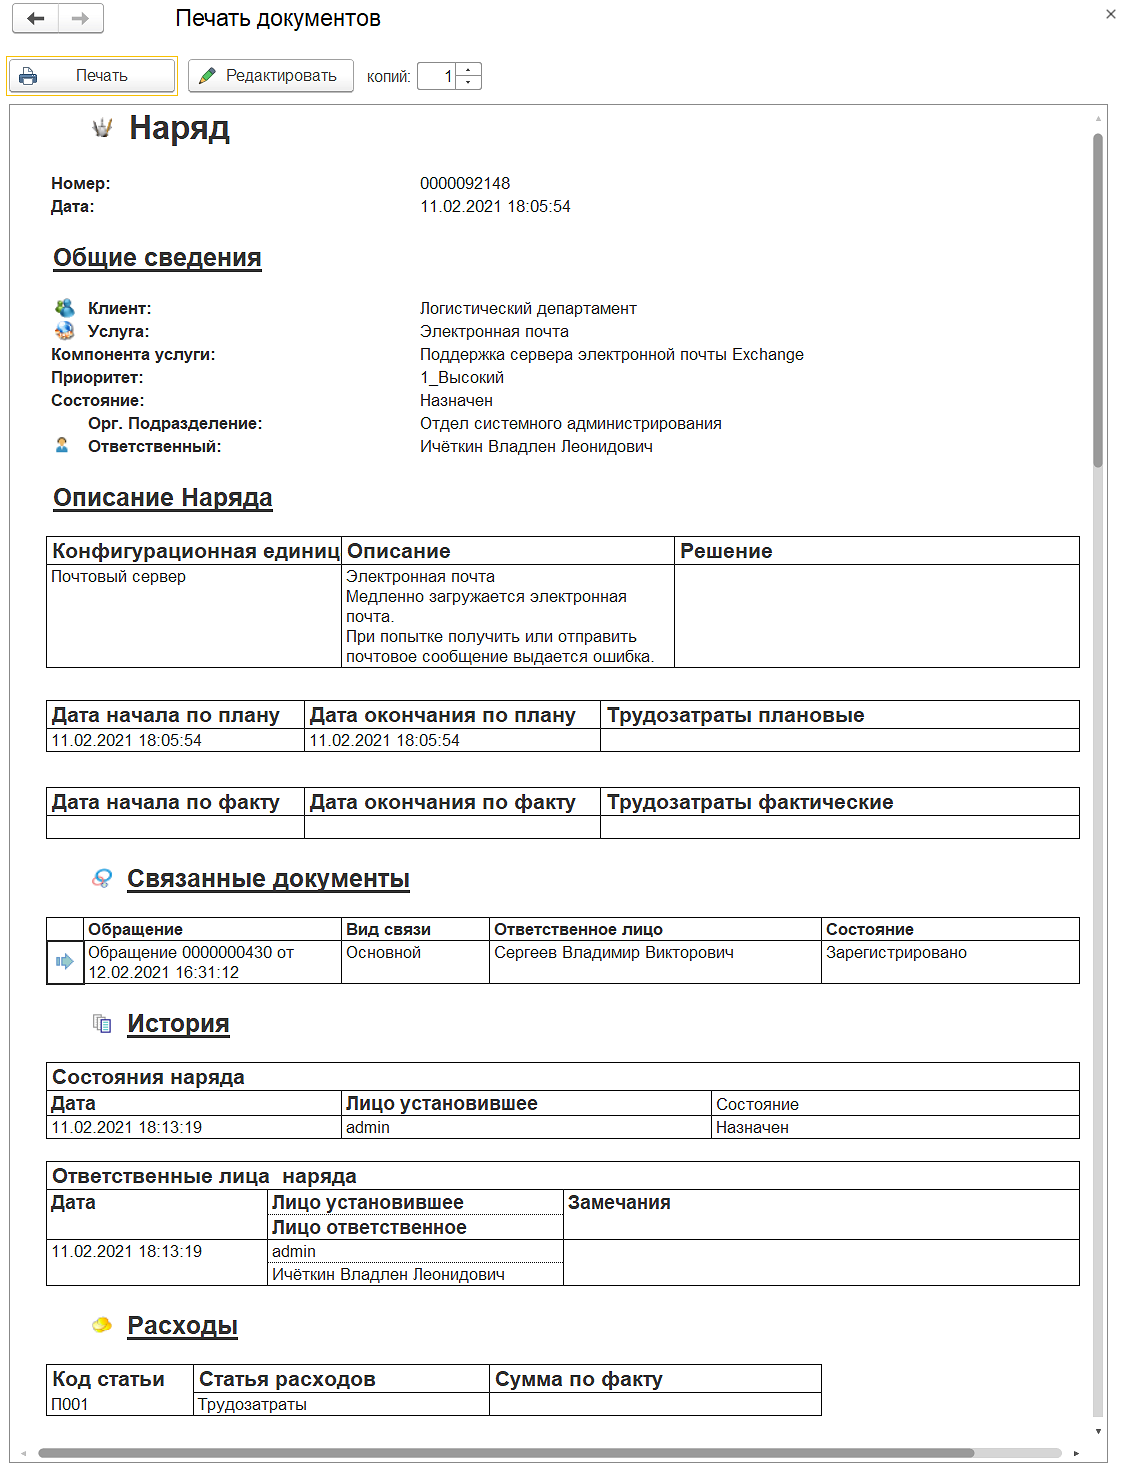 Печать документов
Печать
Редактировать
копий:
1
Наряд
Номер: 0000092148
Дата: 11.02.2021 18:05:54
Общие сведения
Клиент: Логистический департамент
Услуга: Электронная почта
Компонента услуги: Поддержка сервера электронной почты Exchange
Приоритет: 1_Высокий
Состояние: Назначен
Орг. Подразделение: Отдел системного администрирования
Ответственный: Ичёткин Владлен Леонидович
Описание Наряда
Конфигурационная единиц Описание Решение
Почтовый сервер Электронная почта
Медленно загружается электронная
почта.
При попытке получить или отправить
почтовое сообщение выдается ошибка.
Дата начала по плану Дата окончания по плану Трудозатраты плановые
11.02.2021 18:05:54 11.02.2021 18:05:54
Дата начала по факту Дата окончания по факту Трудозатраты фактические
Связанные документы
Обращение Вид связи Ответственное лицо Состояние
Обращение 0000000430 от Основной Сергеев Владимир Викторович Зарегистрировано
12.02.2021 16:31:12
История
Состояния наряда
Дата Лицо установившее Состояние
11.02.2021 18:13:19 admin Назначен
Ответственные лица наряда
Дата Лицо установившее Замечания
Лицо ответственное
11.02.2021 18:13:19 admin
Ичёткин Владлен Леонидович
Расходы
Код статьи Статья расходов Сумма по факту
П001 Трудозатраты